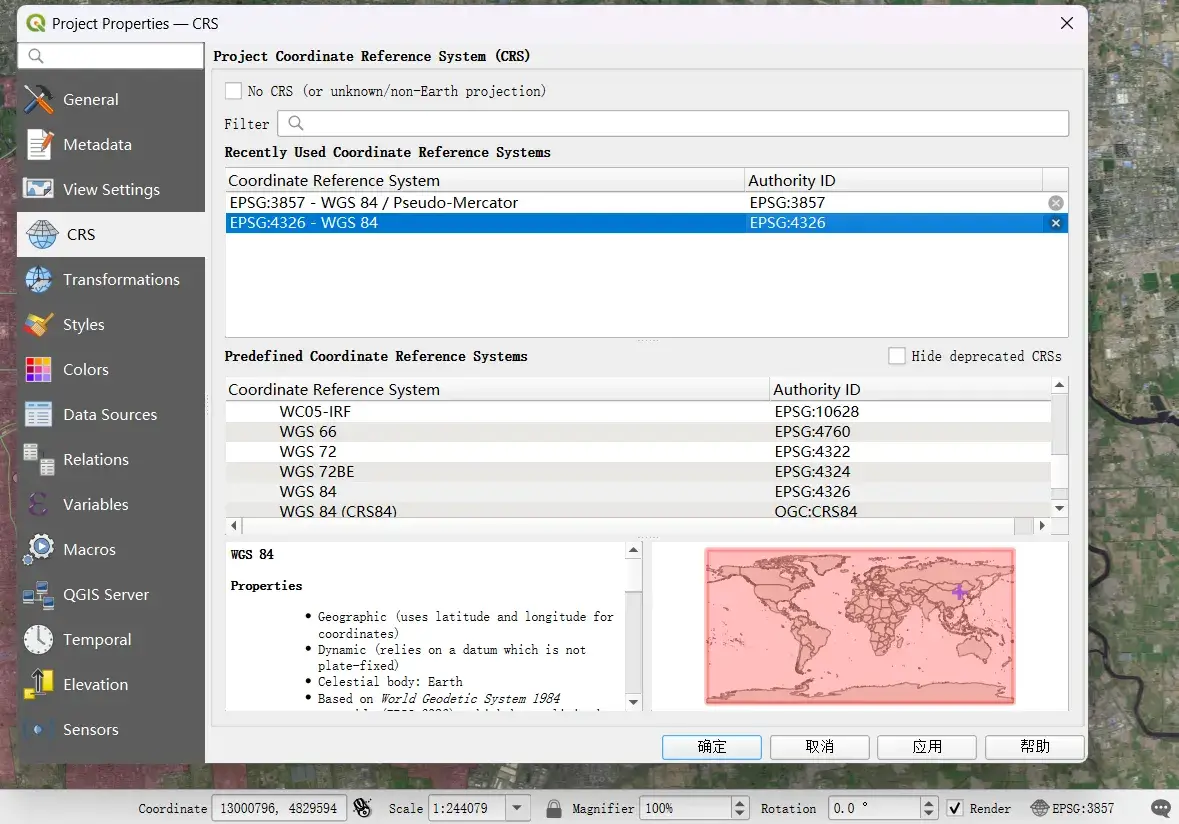 Project Properties — CRS
Project Coordinate Reference System (CRS)
General
Metadata
View Settings
CRS
Transformations
Styles
Colors
Data Sources
Relations
Variables
Macros
QGIS Server
Temporal
Elevation
Sensors
No CRS (or unknown/non-Earth projection)
Filter
Recently Used Coordinate Reference Systems
Coordinate Reference System Authority ID
EPSG:3857 - WGS 84 / Pseudo-Mercator EPSG:3857
EPSG:4326 - WGS 84 EPSG:4326
Predefined Coordinate Reference Systems Hide deprecated CRSs
Coordinate Reference System Authority ID
WC05-IRF EPSG:10628
WGS 66 EPSG:4760
WGS 72 EPSG:4322
WGS 72BE EPSG:4324
WGS 84 EPSG:4326
WGS 84 (CRS84) OGC:CRS84
WGS 84
Properties
• Geographic (uses latitude and longitude for
coordinates)
• Dynamic (relies on a datum which is not
plate-fixed)
• Celestial body: Earth
• Based on World Geodetic System 1984
确定 取消 应用 帮助
Coordinate 13000796, 4829594 Scale 1:244079 Magnifier 100% Rotation 0.0 ° Render EPSG:3857